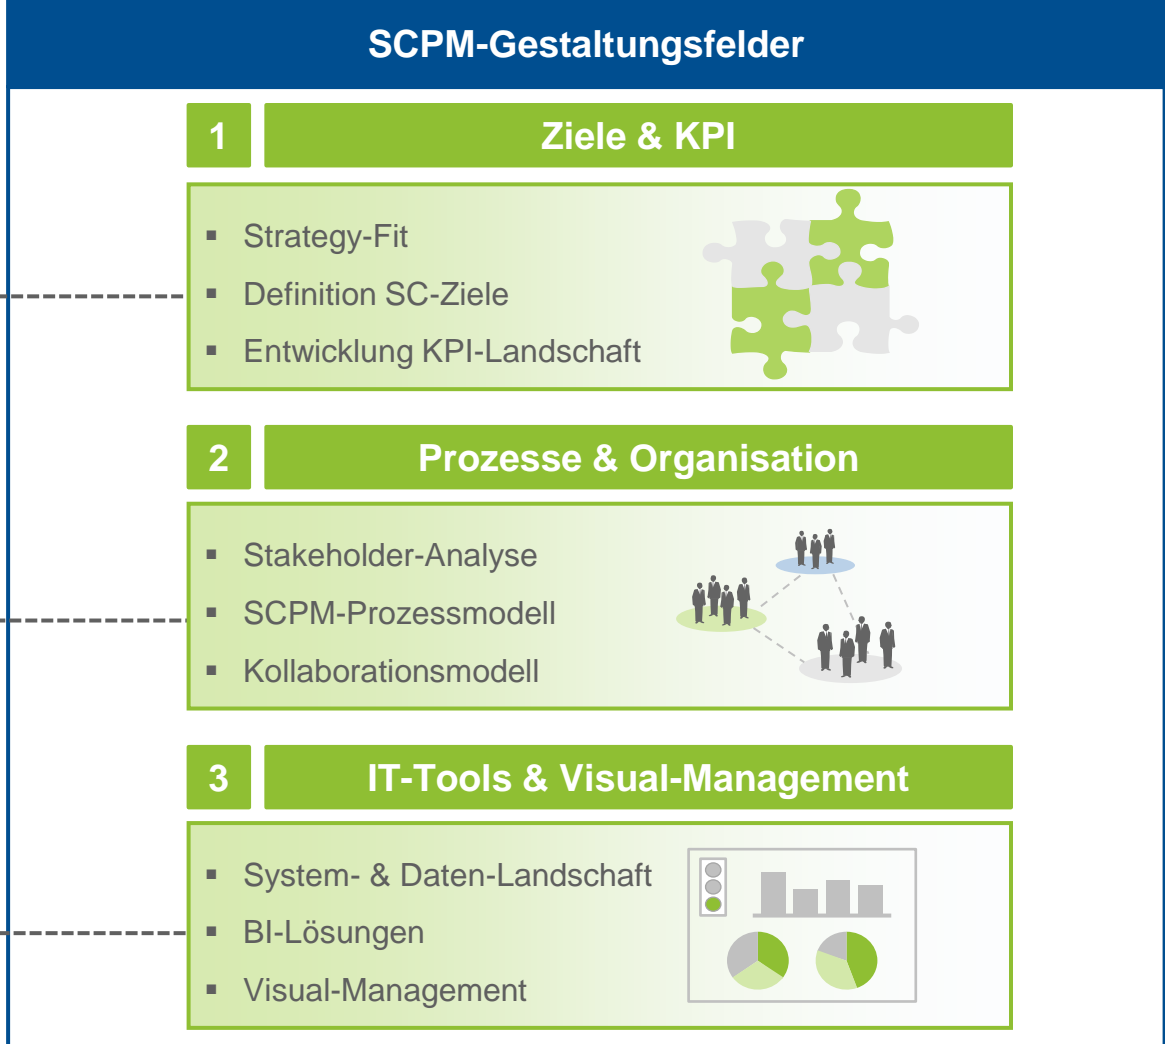 SCPM-Gestaltungsfelder
1 Ziele & KPI
▪ Strategy-Fit
▪ Definition SC-Ziele
▪ Entwicklung KPI-Landschaft
2 Prozesse & Organisation
▪ Stakeholder-Analyse
▪ SCPM-Prozessmodell
▪ Kollaborationsmodell
3 IT-Tools & Visual-Management
▪ System- & Daten-Landschaft
▪ BI-Lösungen
▪ Visual-Management